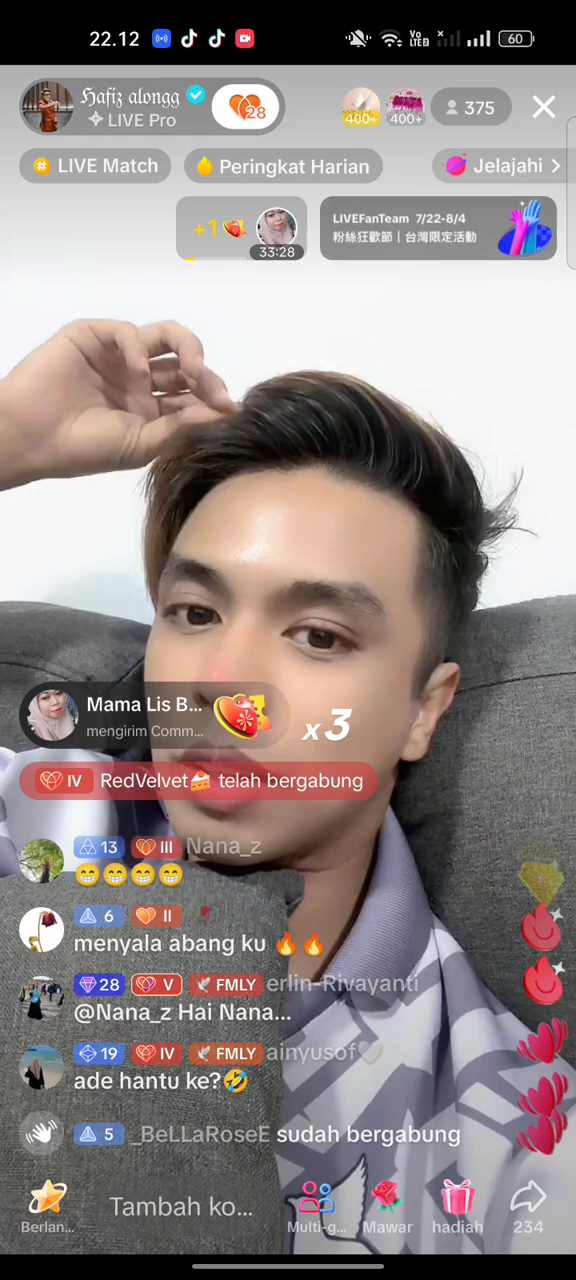 22.12
Vo
LTE 2
60
ℌafiz alongg
LIVE Pro
28
400+
400+
375
LIVE Match
Peringkat Harian
Jelajahi >
+1
33:28
LIVEFanTeam 7/22-8/4
粉絲狂歡節｜台灣限定活動
Mama Lis B...
mengirim Comm...
x3
IV RedVelvet🍰 telah bergabung
13 III Nana_z
😁😁😁😁
6 II 🥀
menyala abang ku 🔥🔥
28 V FMLY erlin-Rivayanti
@Nana_z Hai Nana...
19 IV FMLY ainyusof🤍
ade hantu ke?🤣
5 _BeLLaRoseE sudah bergabung
Tambah ko...
Berlan...
Multi-g...
Mawar
hadiah
234